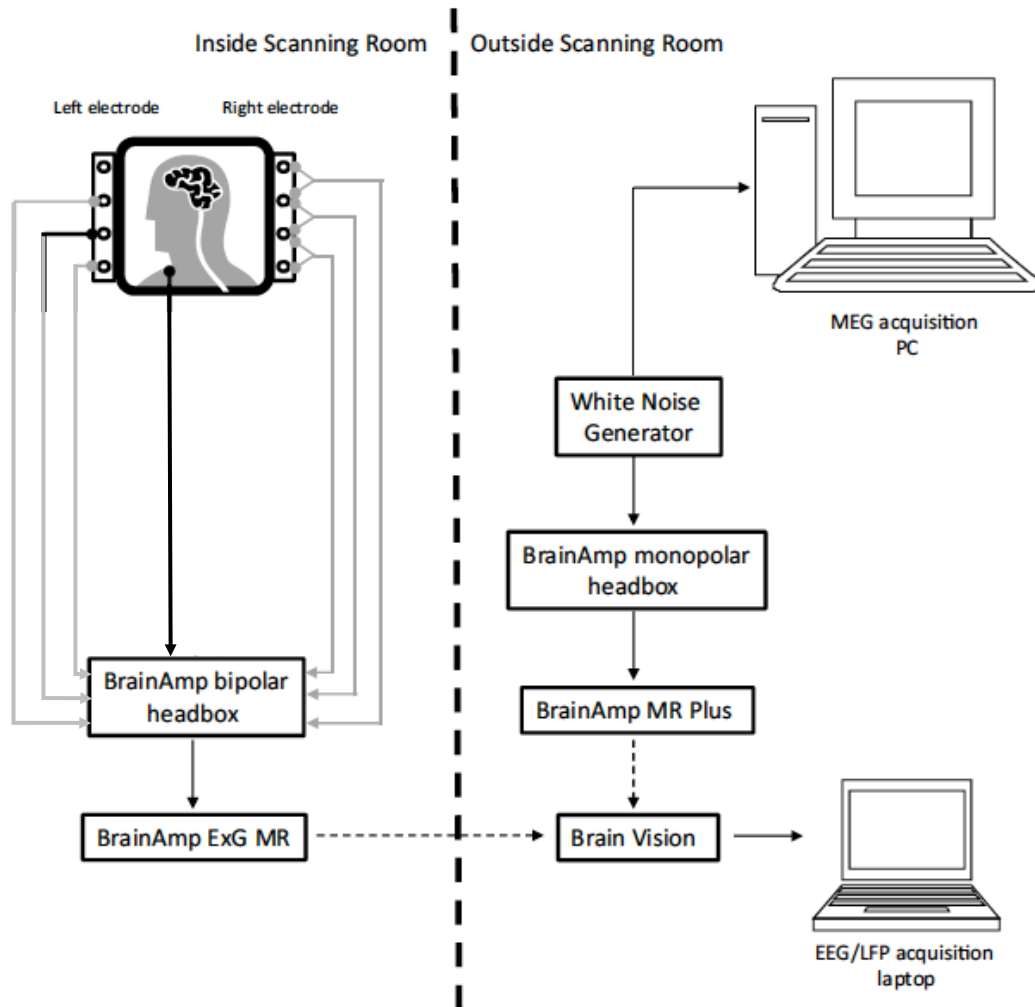 Inside Scanning Room
Outside Scanning Room
Left electrode
Right electrode
MEG acquisition
PC
White Noise
Generator
BrainAmp monopolar
headbox
BrainAmp bipolar
headbox
BrainAmp MR Plus
BrainAmp ExG MR
Brain Vision
EEG/LFP acquisition
laptop